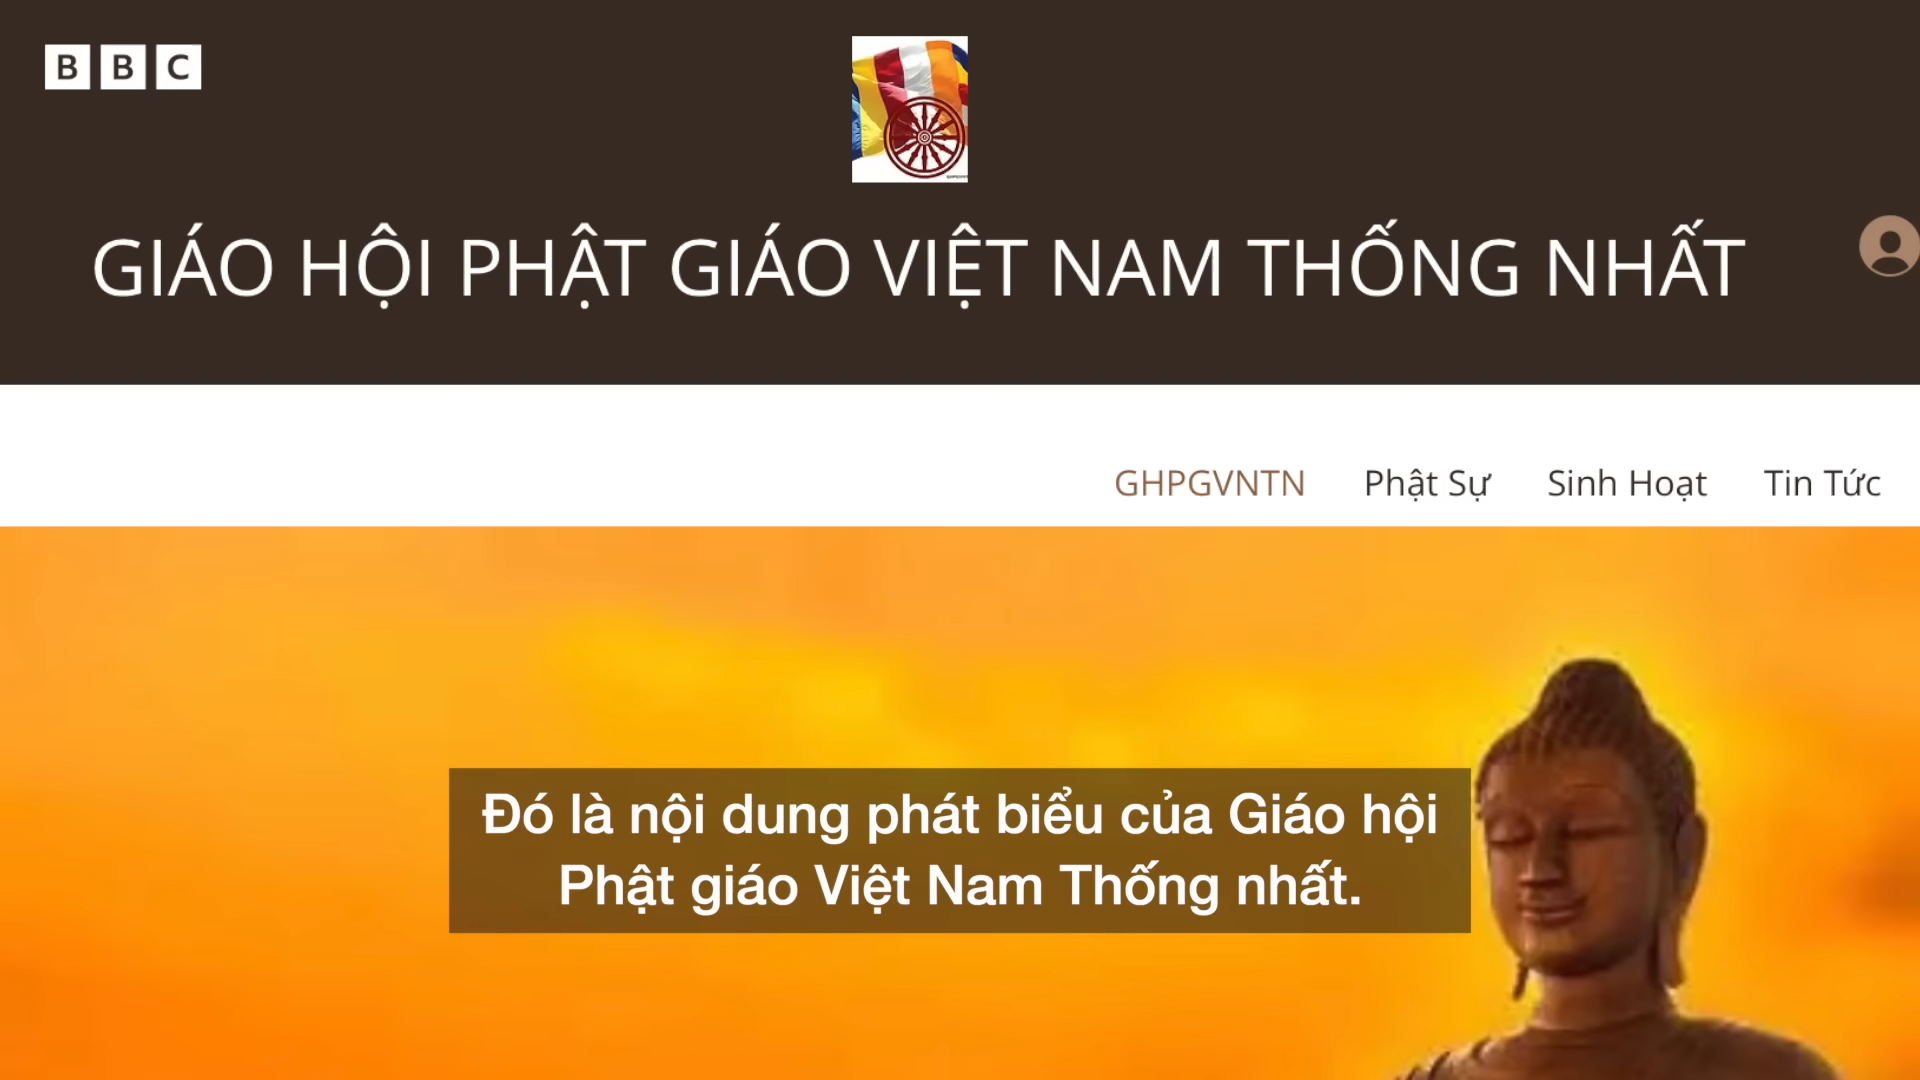 BBC
GIÁO HỘI PHẬT GIÁO VIỆT NAM THỐNG NHẤT
GHPGVNTN Phật Sự Sinh Hoạt Tin Tức
Đó là nội dung phát biểu của Giáo hội
Phật giáo Việt Nam Thống nhất.